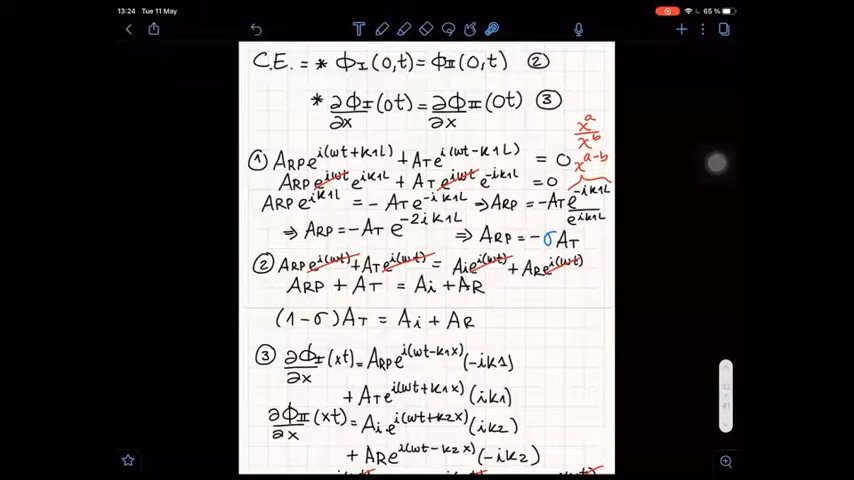 13:24 Tue 11 May
65 %
T
C.E. = * ϕI(0,t) = ϕII(0,t) ②
* ∂ϕI/∂x (0t) = ∂ϕII/∂x (0t) ③
x^a/x^b
① ARP e^i(ωt+k1L) + AT e^i(ωt-k1L) = 0
x^a-b
ARP e^iωt e^ik1L + AT e^iωt e^-ik1L = 0
ARP e^ik1L = -AT e^-ik1L ⇒ ARP = -AT e^-ik1L/e^ik1L
⇒ ARP = -AT e^-2ik1L ⇒ ARP = -σAT
② ARP e^i(ωt) + AT e^i(ωt) = Ai e^i(ωt) + AR e^i(ωt)
ARP + AT = Ai + AR
(1-σ)AT = Ai + AR
③ ∂ϕI/∂x (xt) = ARP e^i(ωt-k1x) (-ik1)
+ AT e^i(ωt+k1x) (ik1)
∂ϕII/∂x (xt) = Ai e^i(ωt+k2x) (ik2)
+ AR e^i(ωt-k2x) (-ik2)